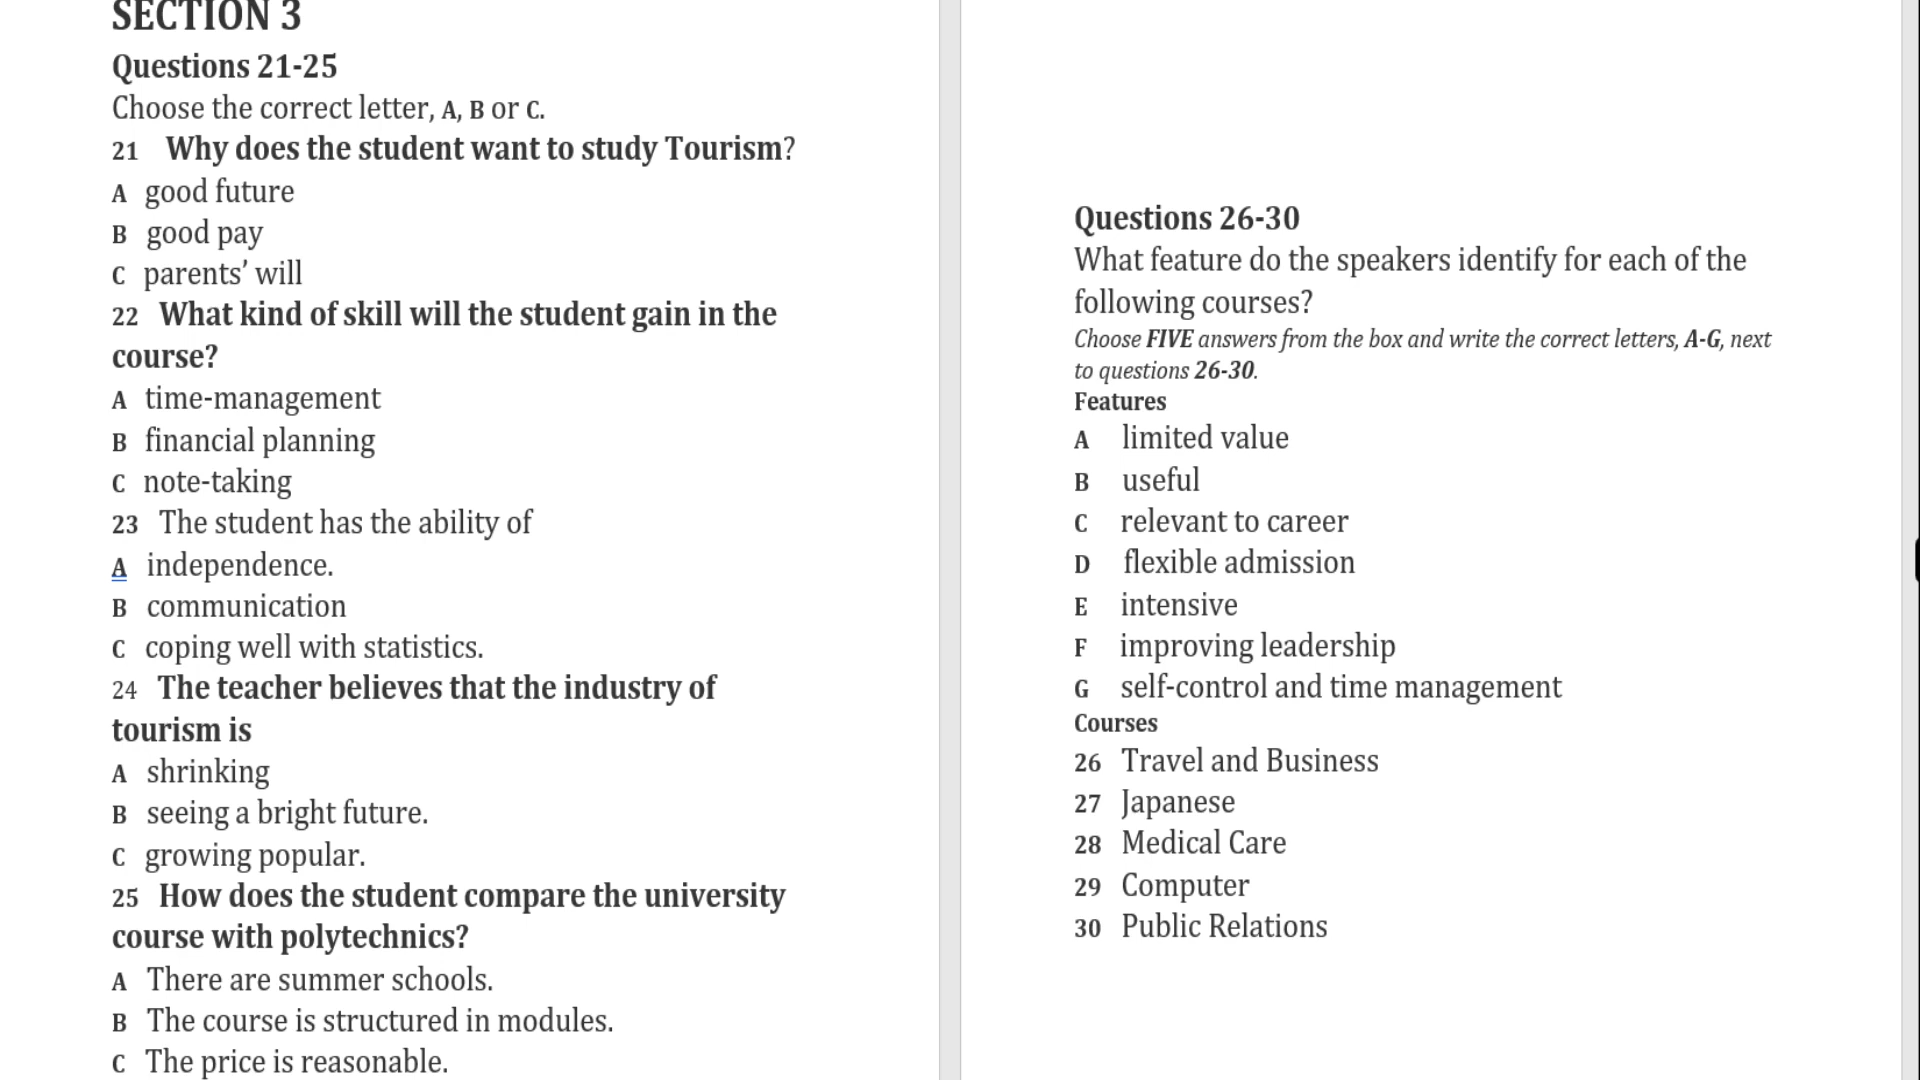 SECTION 3
Questions 21-25
Choose the correct letter, A, B or C.
21 Why does the student want to study Tourism?
A good future
B good pay
C parents’ will
22 What kind of skill will the student gain in the
course?
A time-management
B financial planning
C note-taking
23 The student has the ability of
A independence.
B communication
C coping well with statistics.
24 The teacher believes that the industry of
tourism is
A shrinking
B seeing a bright future.
C growing popular.
25 How does the student compare the university
course with polytechnics?
A There are summer schools.
B The course is structured in modules.
C The price is reasonable.
Questions 26-30
What feature do the speakers identify for each of the
following courses?
Choose FIVE answers from the box and write the correct letters, A-G, next
to questions 26-30.
Features
A limited value
B useful
C relevant to career
D flexible admission
E intensive
F improving leadership
G self-control and time management
Courses
26 Travel and Business
27 Japanese
28 Medical Care
29 Computer
30 Public Relations